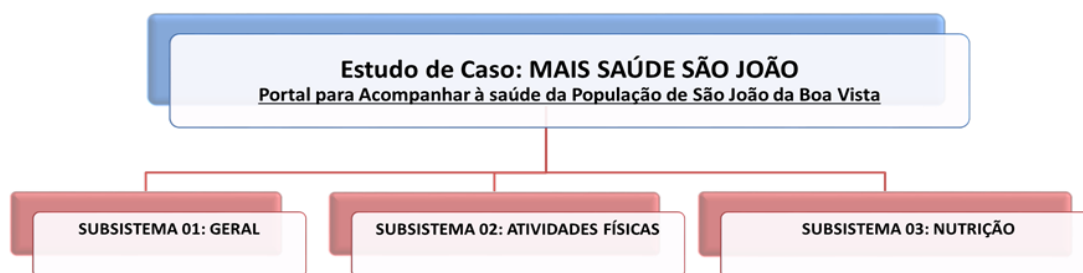 Estudo de Caso: MAIS SAÚDE SÃO JOÃO
Portal para Acompanhar à saúde da População de São João da Boa Vista
SUBSISTEMA 01: GERAL
SUBSISTEMA 02: ATIVIDADES FÍSICAS
SUBSISTEMA 03: NUTRIÇÃO